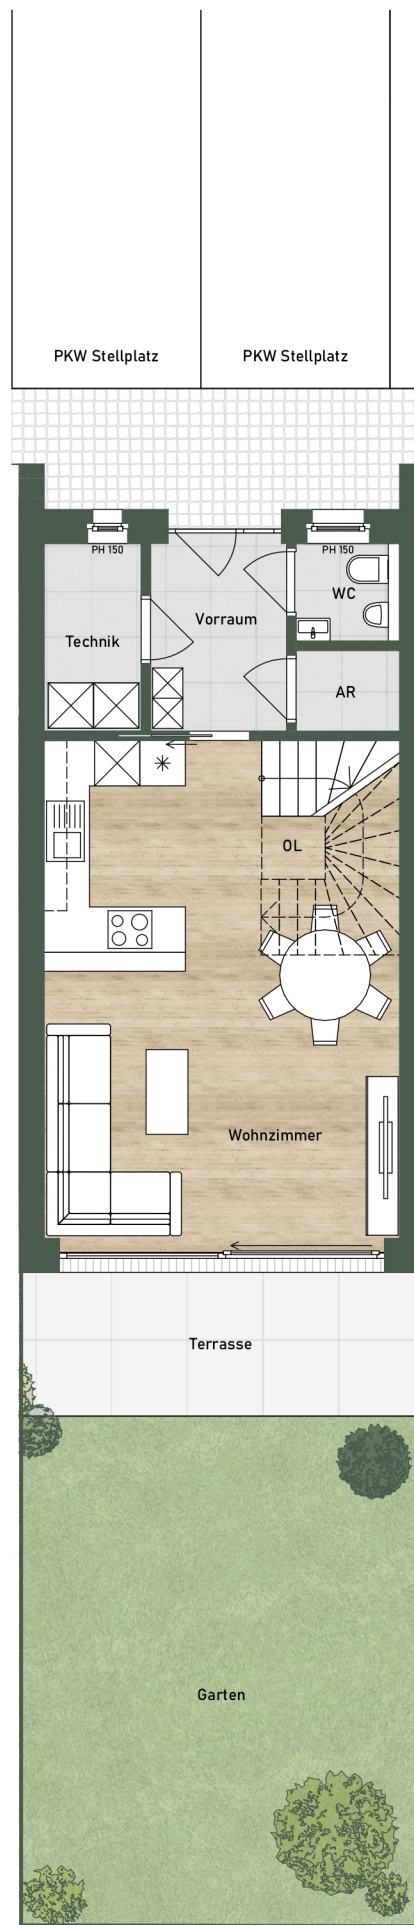 PKW Stellplatz
PKW Stellplatz
PH 150
PH 150
WC
Vorraum
Technik
AR
OL
Wohnzimmer
Terrasse
Garten